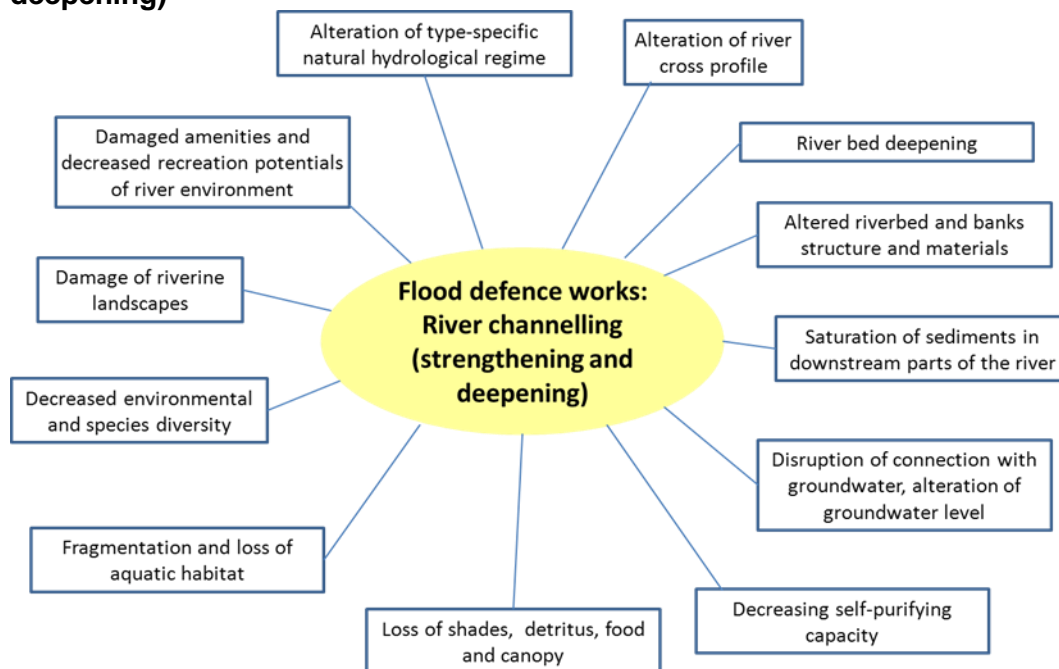 deepening)
Alteration of type-specific
natural hydrological regime
Alteration of river
cross profile
Damaged amenities and
decreased recreation potentials
of river environment
River bed deepening
Altered riverbed and banks
structure and materials
Damage of riverine
landscapes
Flood defence works:
River channelling
(strengthening and
deepening)
Saturation of sediments in
downstream parts of the river
Decreased environmental
and species diversity
Disruption of connection with
groundwater, alteration of
groundwater level
Fragmentation and loss of
aquatic habitat
Loss of shades,  detritus, food
and canopy
Decreasing self-purifying
capacity